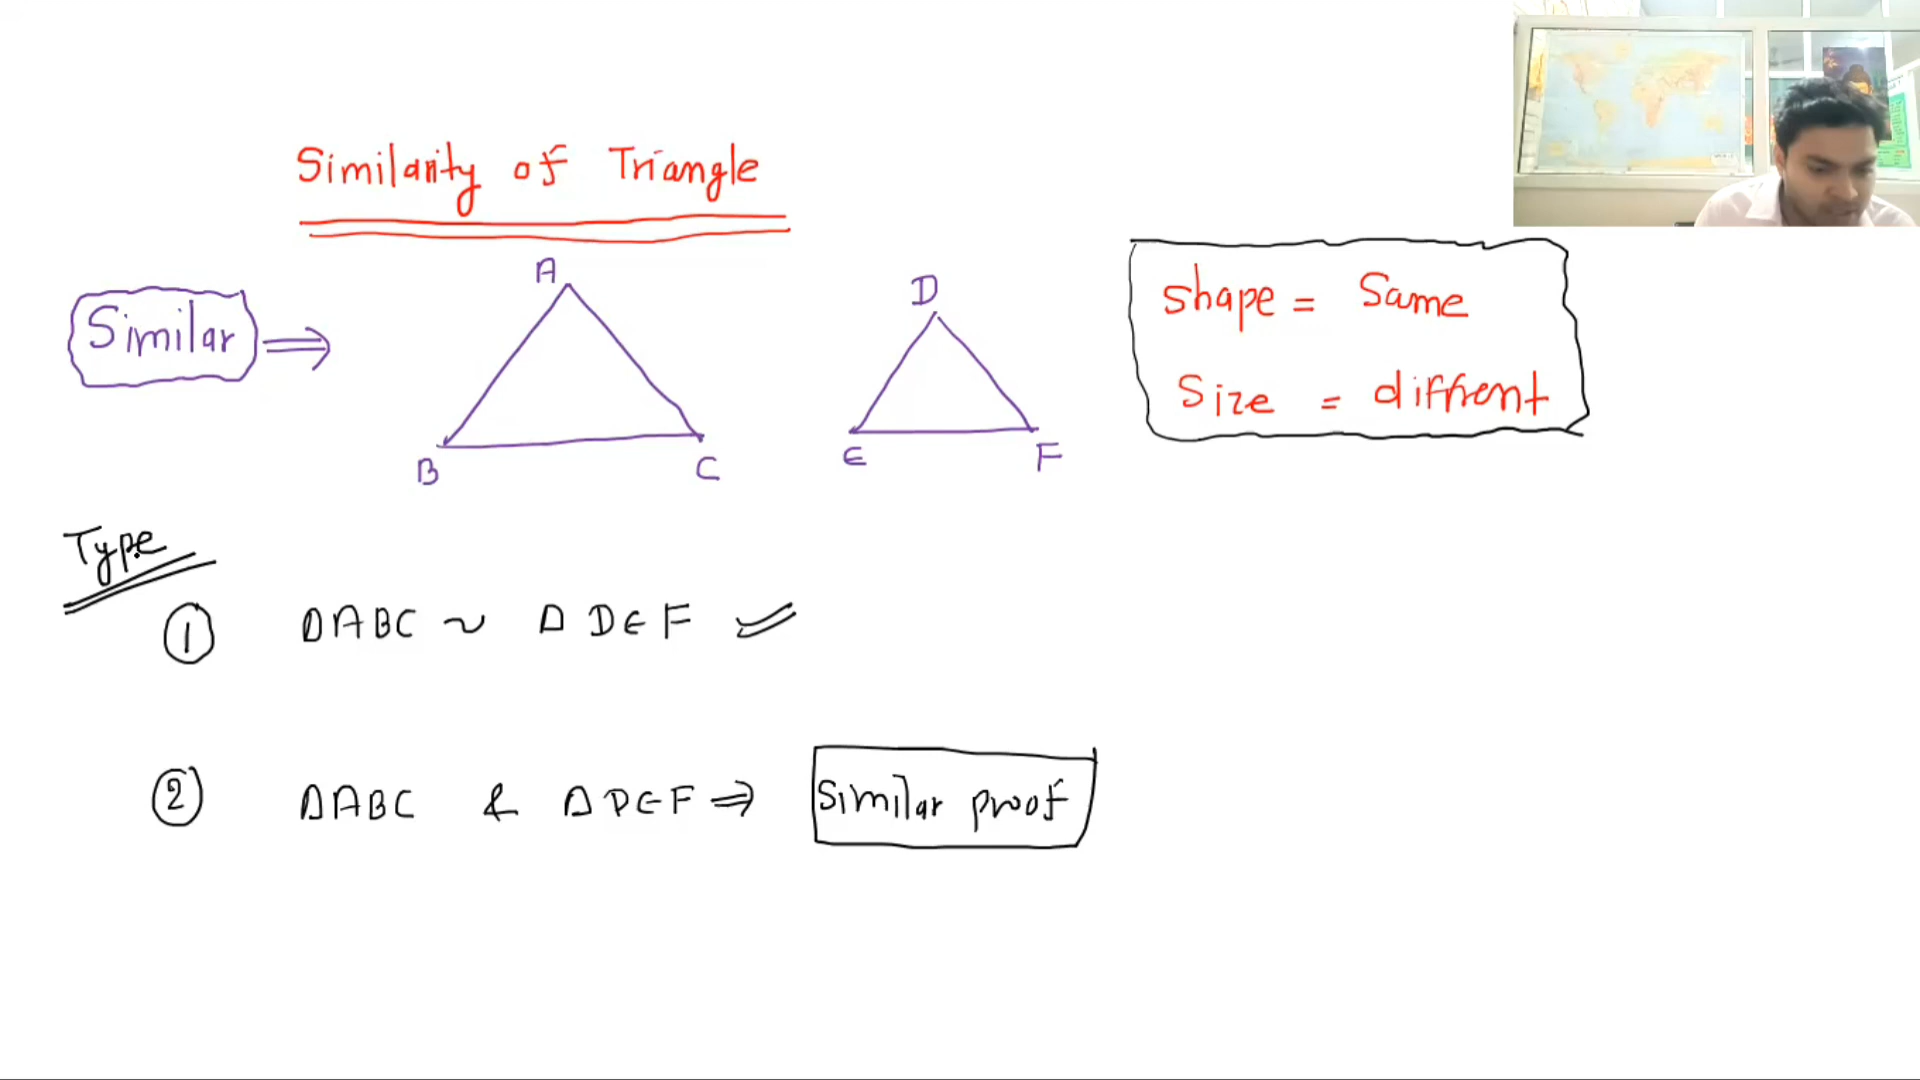 Similarity of Triangle
Similar ⇒
A
B
C
D
E
F
Shape = Same
Size = diffrent
Type
① ΔABC ~ ΔDEF
② ΔABC & ΔDEF ⇒ Similar proof